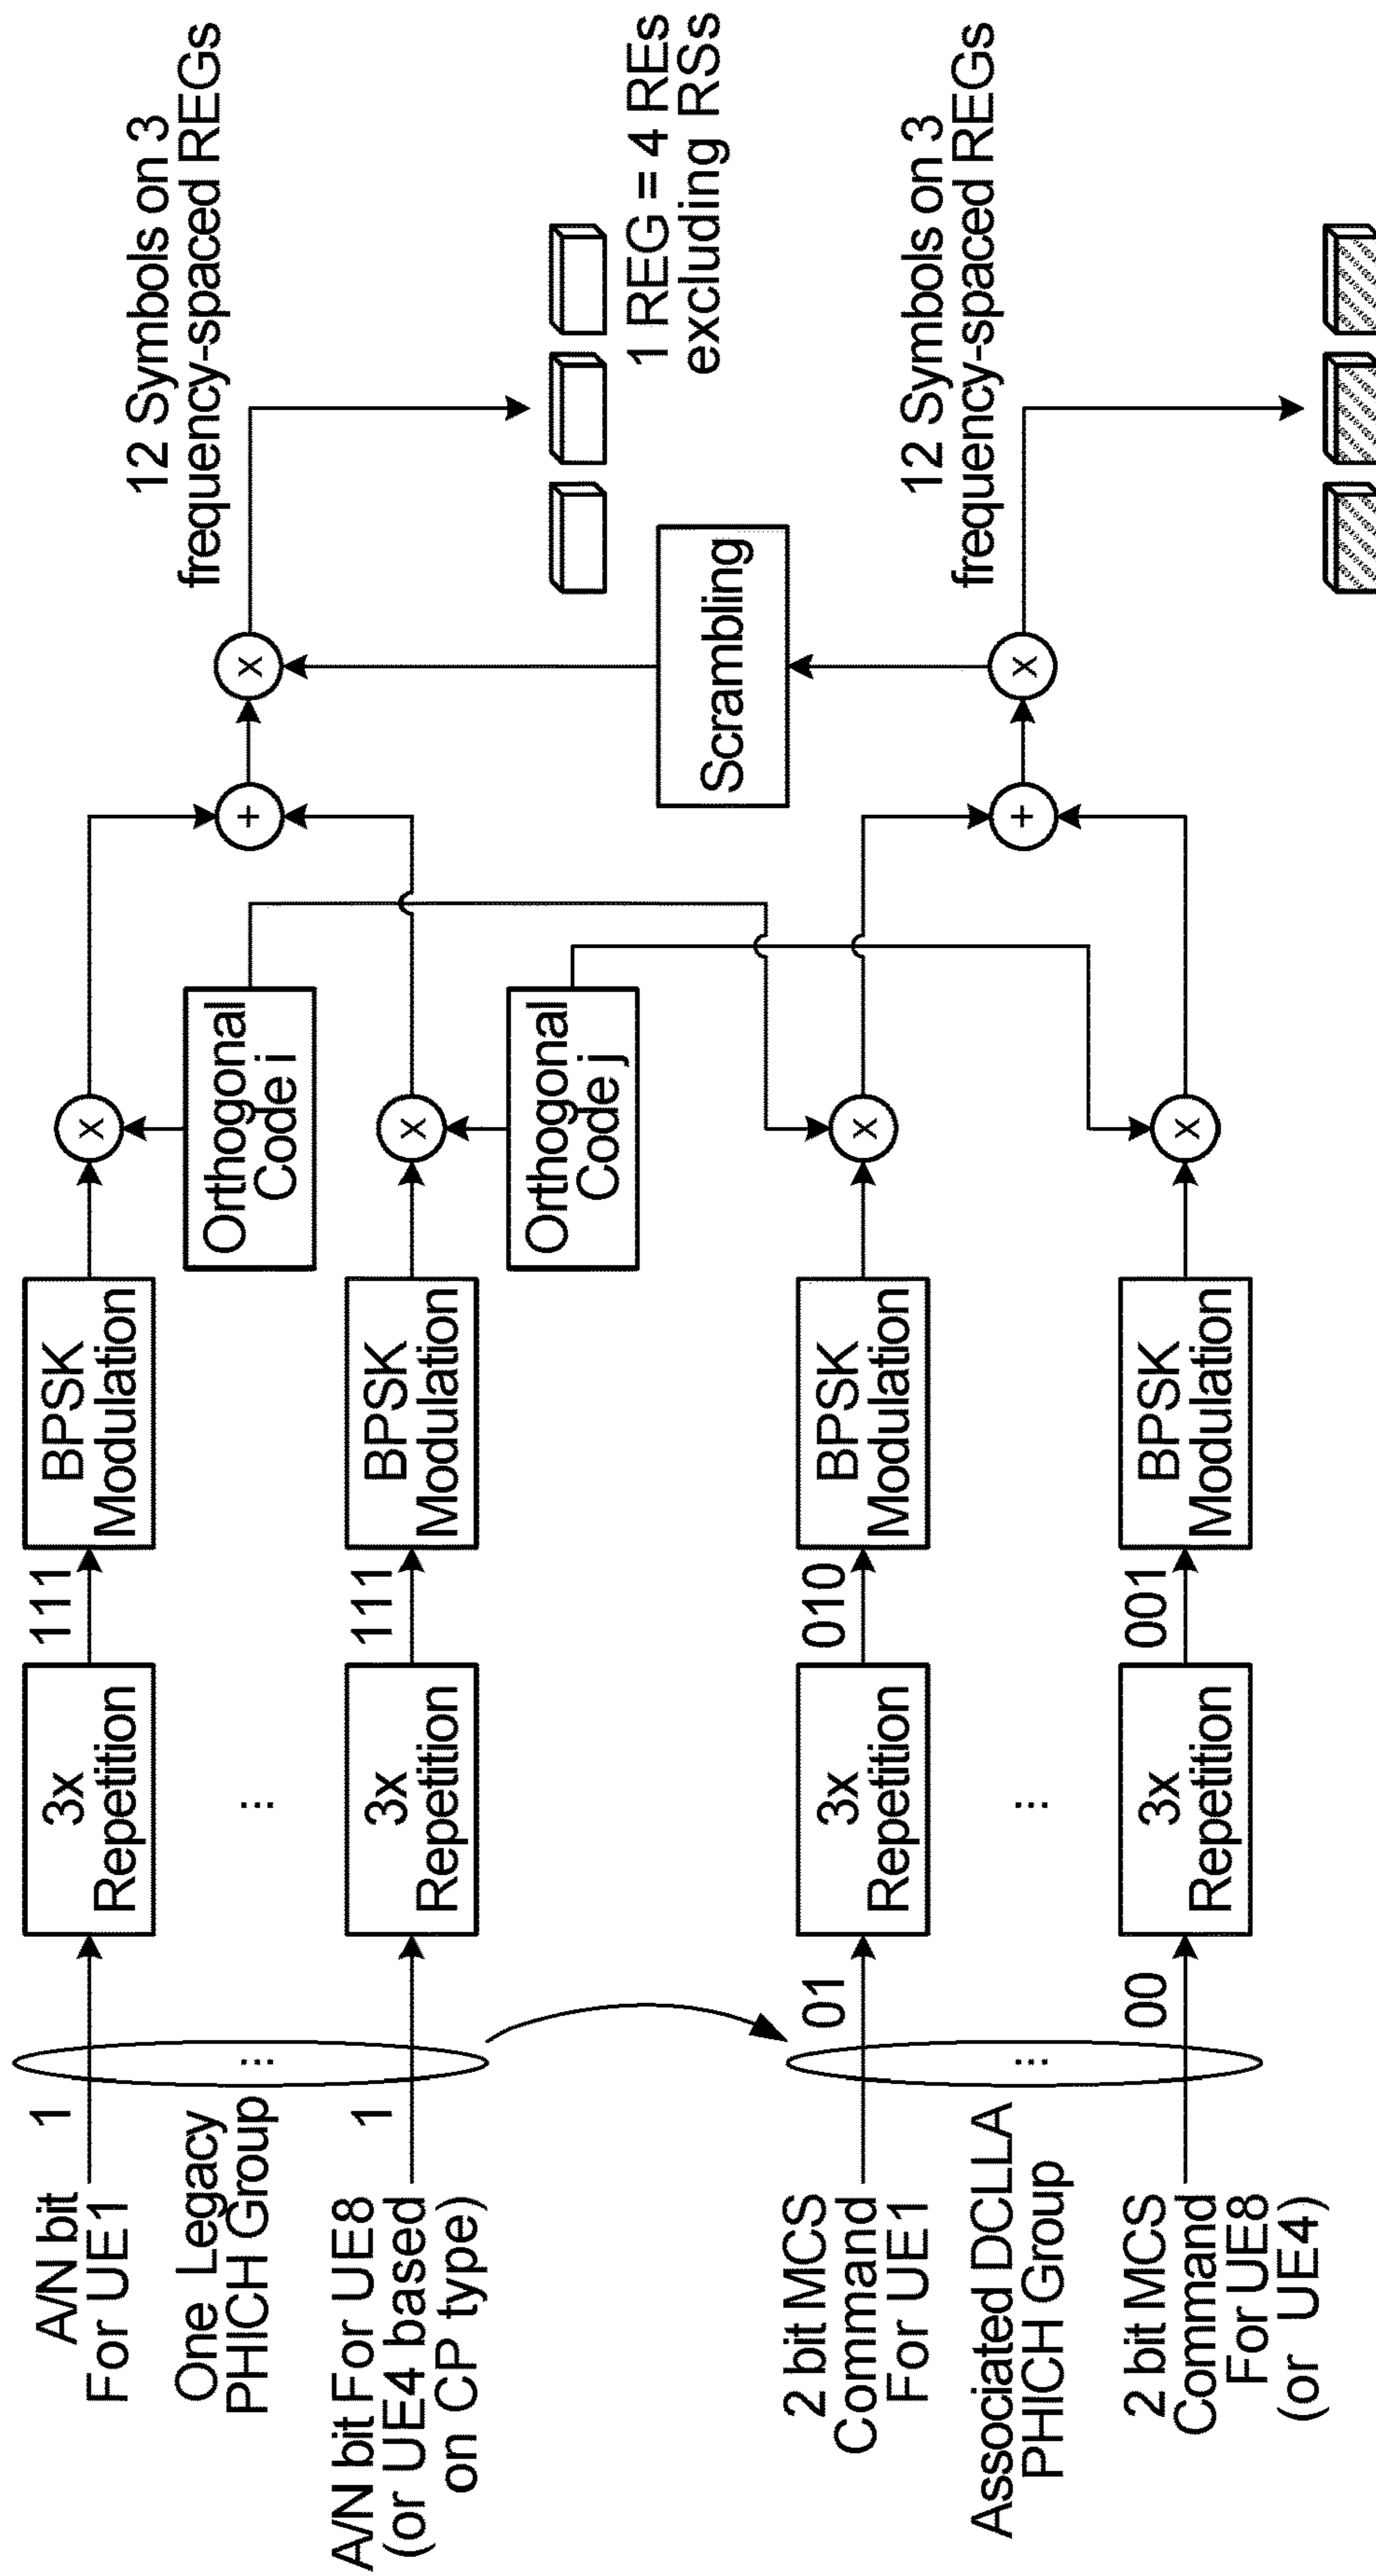 A/N bit
For UE1
1
3x
Repetition
111
BPSK
Modulation
x
+
x
12 Symbols on 3
frequency-spaced REGs
One Legacy
PHICH Group
...
...
Orthogonal
Code i
A/N bit For UE8
(or UE4 based
on CP type)
1
3x
Repetition
111
BPSK
Modulation
x
Orthogonal
Code j
1 REG = 4 REs
excluding RSs
Scrambling
2 bit MCS
Command
For UE1
01
3x
Repetition
010
BPSK
Modulation
x
+
x
12 Symbols on 3
frequency-spaced REGs
Associated DCLLA
PHICH Group
...
...
2 bit MCS
Command
For UE8
(or UE4)
00
3x
Repetition
001
BPSK
Modulation
x